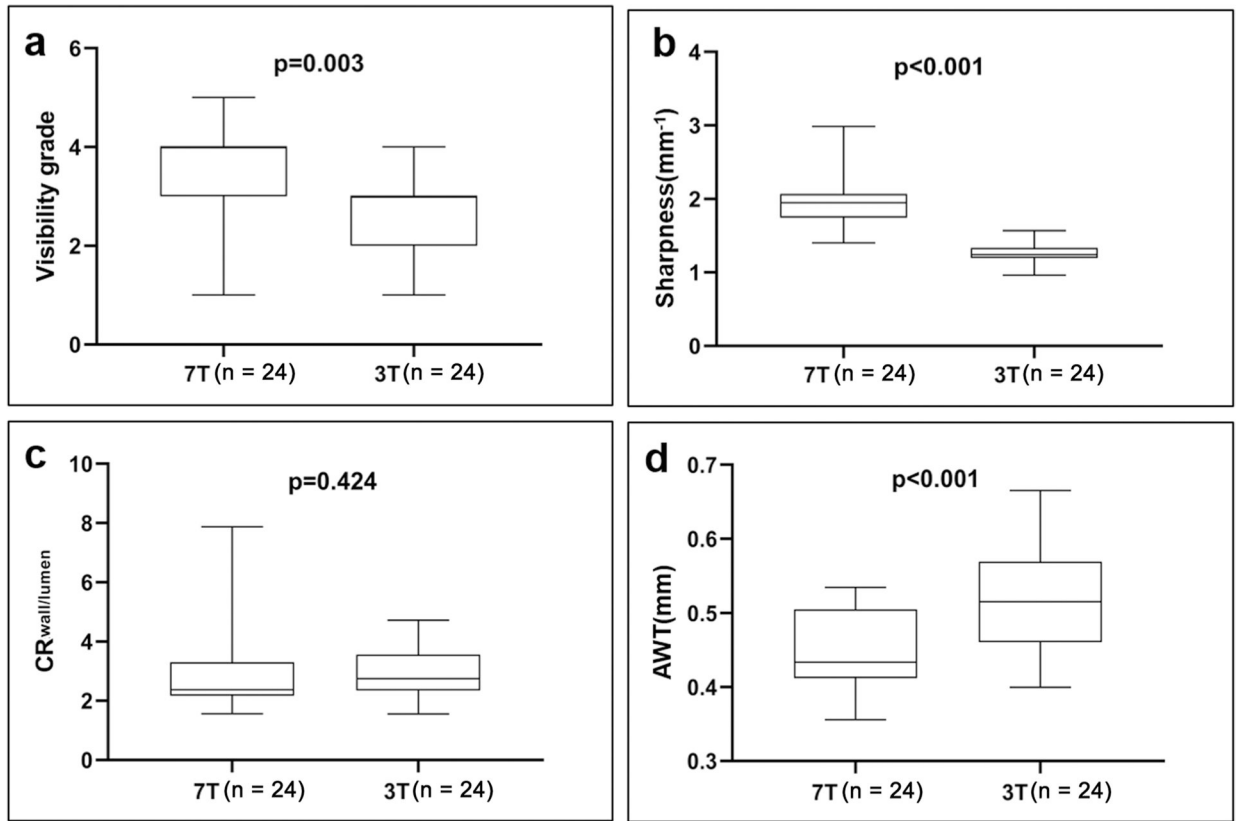 a
p=0.003
Visibility grade
6
4
2
0
7T (n = 24) 3T (n = 24)
b
p<0.001
Sharpness(mm⁻¹)
4
3
2
1
0
7T (n = 24) 3T (n = 24)
c
p=0.424
CRwall/lumen
10
8
6
4
2
0
7T (n = 24) 3T (n = 24)
d
p<0.001
AWT(mm)
0.7
0.6
0.5
0.4
0.3
7T (n = 24) 3T (n = 24)